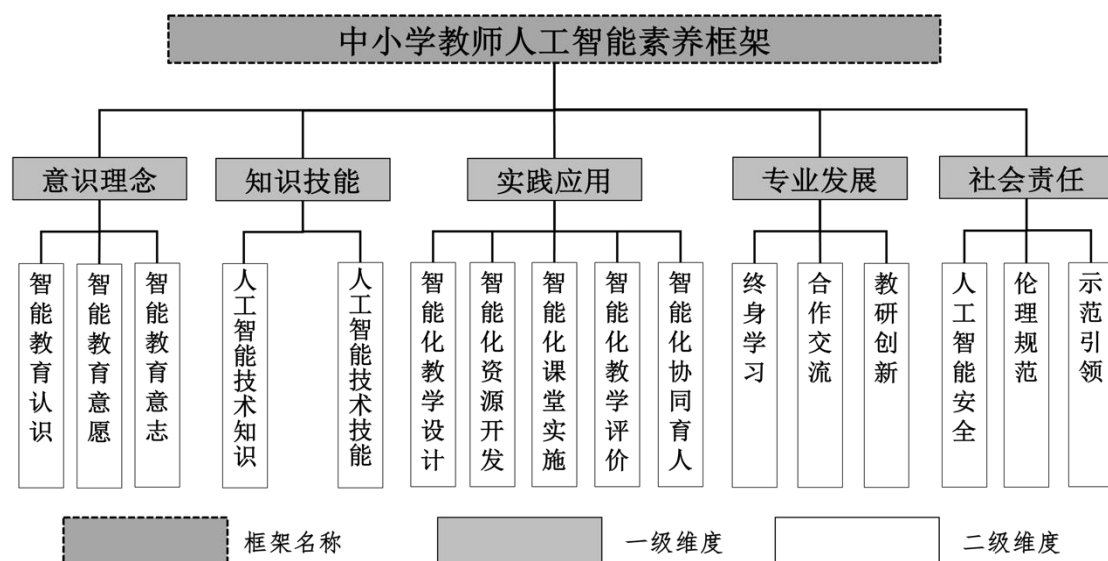 中小学教师人工智能素养框架
意识理念
知识技能
实践应用
专业发展
社会责任
智能教育认识
智能教育意愿
智能教育意志
人工智能技术知识
人工智能技术技能
智能化教学设计
智能化资源开发
智能化课堂实施
智能化教学评价
智能化协同育人
终身学习
合作交流
教研创新
人工智能安全
伦理规范
示范引领
框架名称
一级维度
二级维度